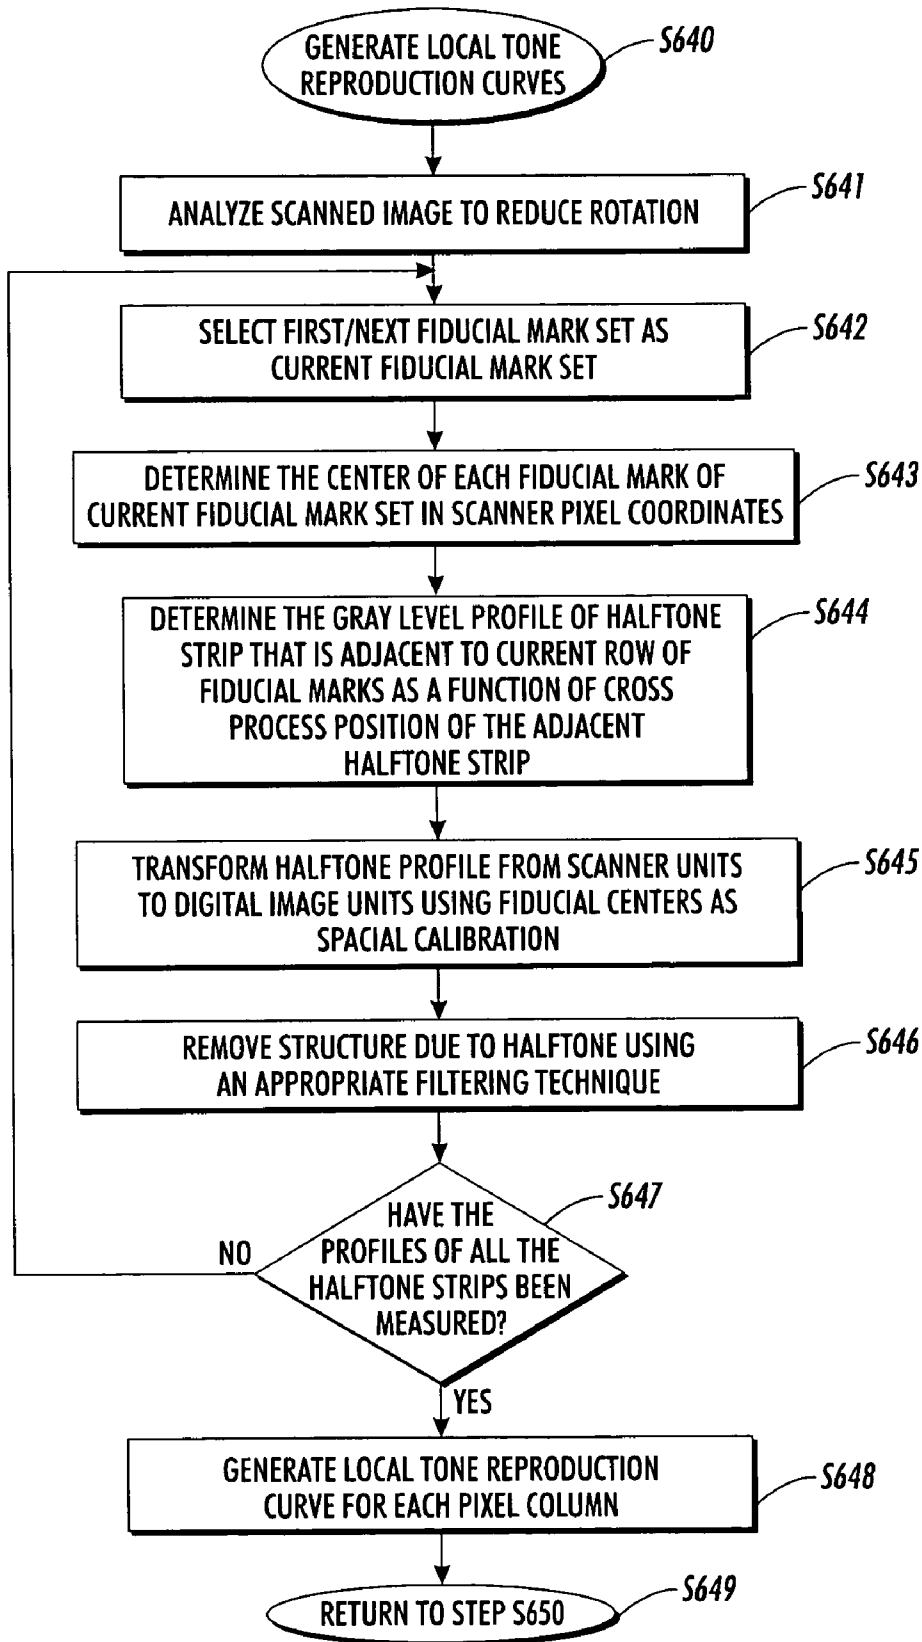 GENERATE LOCAL TONE
REPRODUCTION CURVES
S640
ANALYZE SCANNED IMAGE TO REDUCE ROTATION
S641
SELECT FIRST/NEXT FIDUCIAL MARK SET AS
CURRENT FIDUCIAL MARK SET
S642
DETERMINE THE CENTER OF EACH FIDUCIAL MARK OF
CURRENT FIDUCIAL MARK SET IN SCANNER PIXEL COORDINATES
S643
DETERMINE THE GRAY LEVEL PROFILE OF HALFTONE
STRIP THAT IS ADJACENT TO CURRENT ROW OF
FIDUCIAL MARKS AS A FUNCTION OF CROSS
PROCESS POSITION OF THE ADJACENT
HALFTONE STRIP
S644
TRANSFORM HALFTONE PROFILE FROM SCANNER UNITS
TO DIGITAL IMAGE UNITS USING FIDUCIAL CENTERS AS
SPACIAL CALIBRATION
S645
REMOVE STRUCTURE DUE TO HALFTONE USING
AN APPROPRIATE FILTERING TECHNIQUE
S646
HAVE THE
PROFILES OF ALL THE
HALFTONE STRIPS BEEN
MEASURED?
S647
NO
YES
GENERATE LOCAL TONE REPRODUCTION
CURVE FOR EACH PIXEL COLUMN
S648
RETURN TO STEP S650
S649